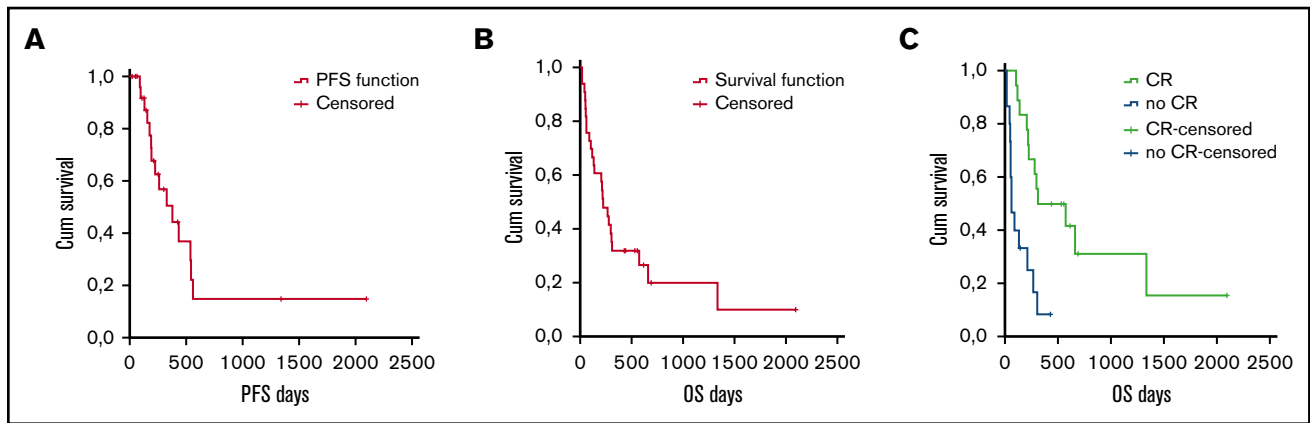 A
PFS function
Censored
Cum survival
1,0
0,8
0,6
0,4
0,2
0,0
0 500 1000 1500 2000 2500
PFS days
B
Survival function
Censored
Cum survival
1,0
0,8
0,6
0,4
0,2
0,0
0 500 1000 1500 2000 2500
OS days
C
CR
no CR
CR-censored
no CR-censored
Cum survival
1,0
0,8
0,6
0,4
0,2
0,0
0 500 1000 1500 2000 2500
OS days